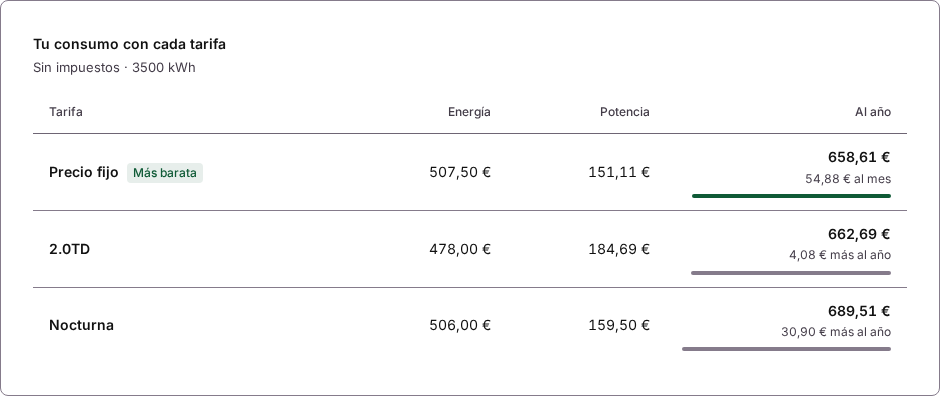 Tu consumo con cada tarifa
Sin impuestos · 3500 kWh
Tarifa Energía Potencia Al año
Precio fijo Más barata 507,50 € 151,11 € 658,61 €
54,88 € al mes
2.0TD 478,00 € 184,69 € 662,69 €
4,08 € más al año
Nocturna 506,00 € 159,50 € 689,51 €
30,90 € más al año